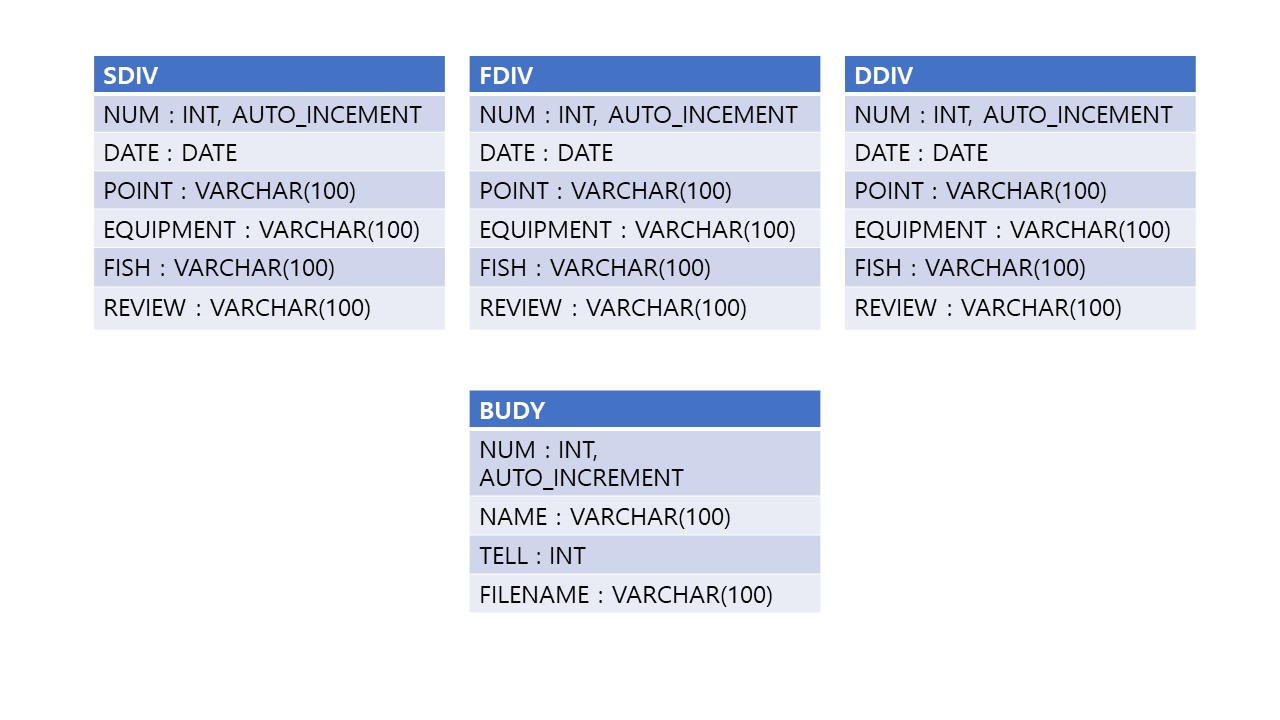 SDIV
NUM : INT, AUTO_INCEMENT
DATE : DATE
POINT : VARCHAR(100)
EQUIPMENT : VARCHAR(100)
FISH : VARCHAR(100)
REVIEW : VARCHAR(100)
FDIV
NUM : INT, AUTO_INCEMENT
DATE : DATE
POINT : VARCHAR(100)
EQUIPMENT : VARCHAR(100)
FISH : VARCHAR(100)
REVIEW : VARCHAR(100)
DDIV
NUM : INT, AUTO_INCEMENT
DATE : DATE
POINT : VARCHAR(100)
EQUIPMENT : VARCHAR(100)
FISH : VARCHAR(100)
REVIEW : VARCHAR(100)
BUDY
NUM : INT,
AUTO_INCREMENT
NAME : VARCHAR(100)
TELL : INT
FILENAME : VARCHAR(100)